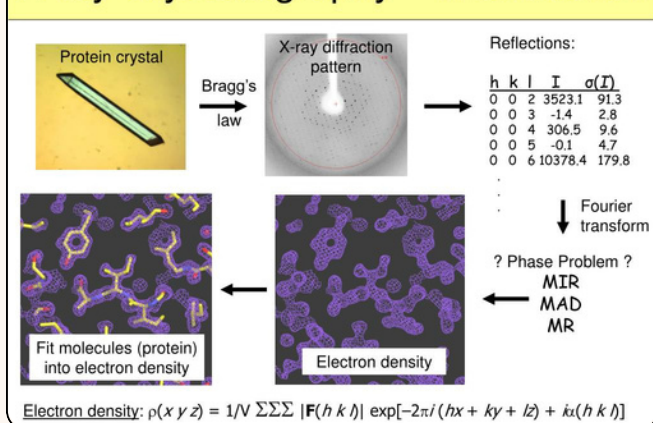 Protein crystal
Bragg's
law
X-ray diffraction
pattern
Reflections:
h k l I σ(I)
0 0 2 3523.1 91.3
0 0 3 -1.4 2.8
0 0 4 306.5 9.6
0 0 5 -0.1 4.7
0 0 6 10378.4 179.8
.
.
.
Fourier
transform
? Phase Problem ?
MIR
MAD
MR
Electron density
Fit molecules (protein)
into electron density
Electron density: ρ(x y z) = 1/V ΣΣΣ |F(h k l)| exp[–2πi (hx + ky + lz) + iα(h k l)]